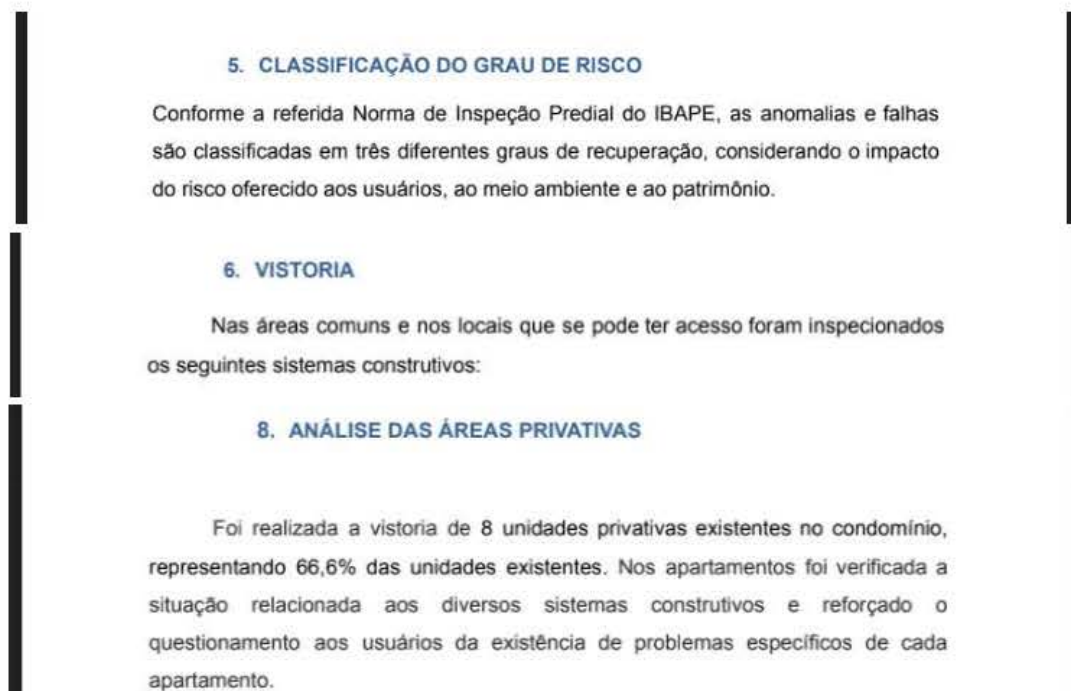 5. CLASSIFICAÇÃO DO GRAU DE RISCO
Conforme a referida Norma de Inspeção Predial do IBAPE, as anomalias e falhas
são classificadas em três diferentes graus de recuperação, considerando o impacto
do risco oferecido aos usuários, ao meio ambiente e ao patrimônio.
6. VISTORIA
Nas áreas comuns e nos locais que se pode ter acesso foram inspecionados
os seguintes sistemas construtivos:
8. ANÁLISE DAS ÁREAS PRIVATIVAS
Foi realizada a vistoria de 8 unidades privativas existentes no condomínio,
representando 66,6% das unidades existentes. Nos apartamentos foi verificada a
situação relacionada aos diversos sistemas construtivos e reforçado o
questionamento aos usuários da existência de problemas específicos de cada
apartamento.